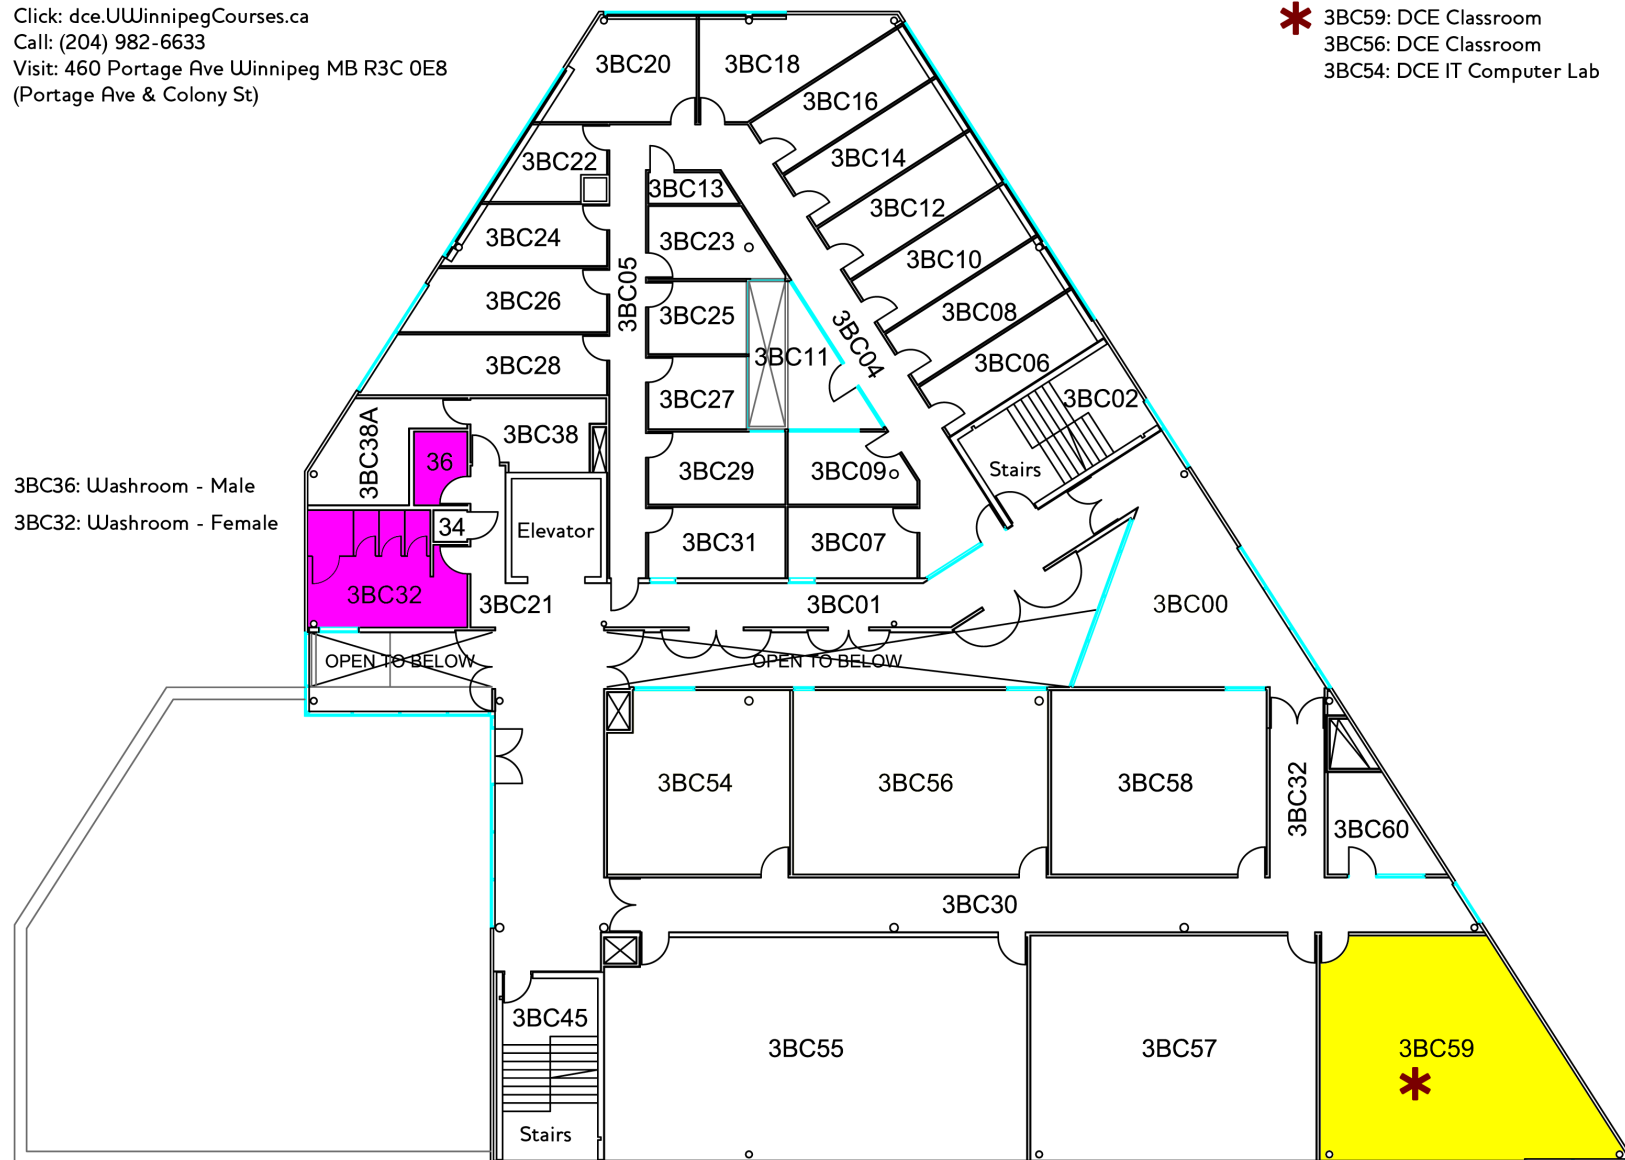 Click: dce.UWinnipegCourses.ca
Call: (204) 982-6633
Visit: 460 Portage Ave Winnipeg MB R3C 0E8
(Portage Ave & Colony St)
3BC59: DCE Classroom
3BC56: DCE Classroom
3BC54: DCE IT Computer Lab
3BC20
3BC18
3BC16
3BC22
3BC14
3BC13
3BC12
3BC24
3BC23
3BC10
3BC05
3BC26
3BC25
3BC08
3BC04
3BC11
3BC28
3BC06
3BC27
3BC02
3BC38A
3BC38
36
3BC29
3BC09
Stairs
3BC36: Washroom - Male
3BC32: Washroom - Female
34
Elevator
3BC31
3BC07
3BC32
3BC21
3BC01
3BC00
OPEN TO BELOW
OPEN TO BELOW
3BC54
3BC56
3BC58
3BC32
3BC60
3BC30
3BC45
3BC55
3BC57
3BC59
Stairs